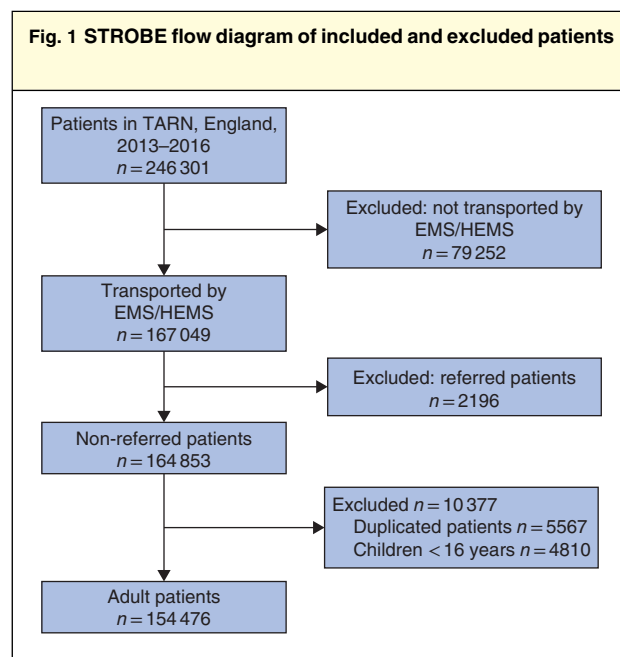 Fig. 1 STROBE flow diagram of included and excluded patients
Patients in TARN, England,
2013–2016
n = 246 301
Excluded: not transported by
EMS/HEMS
n = 79 252
Transported by
EMS/HEMS
n = 167 049
Excluded: referred patients
n = 2196
Non-referred patients
n = 164 853
Excluded n = 10 377
Duplicated patients n = 5567
Children < 16 years n = 4810
Adult patients
n = 154 476